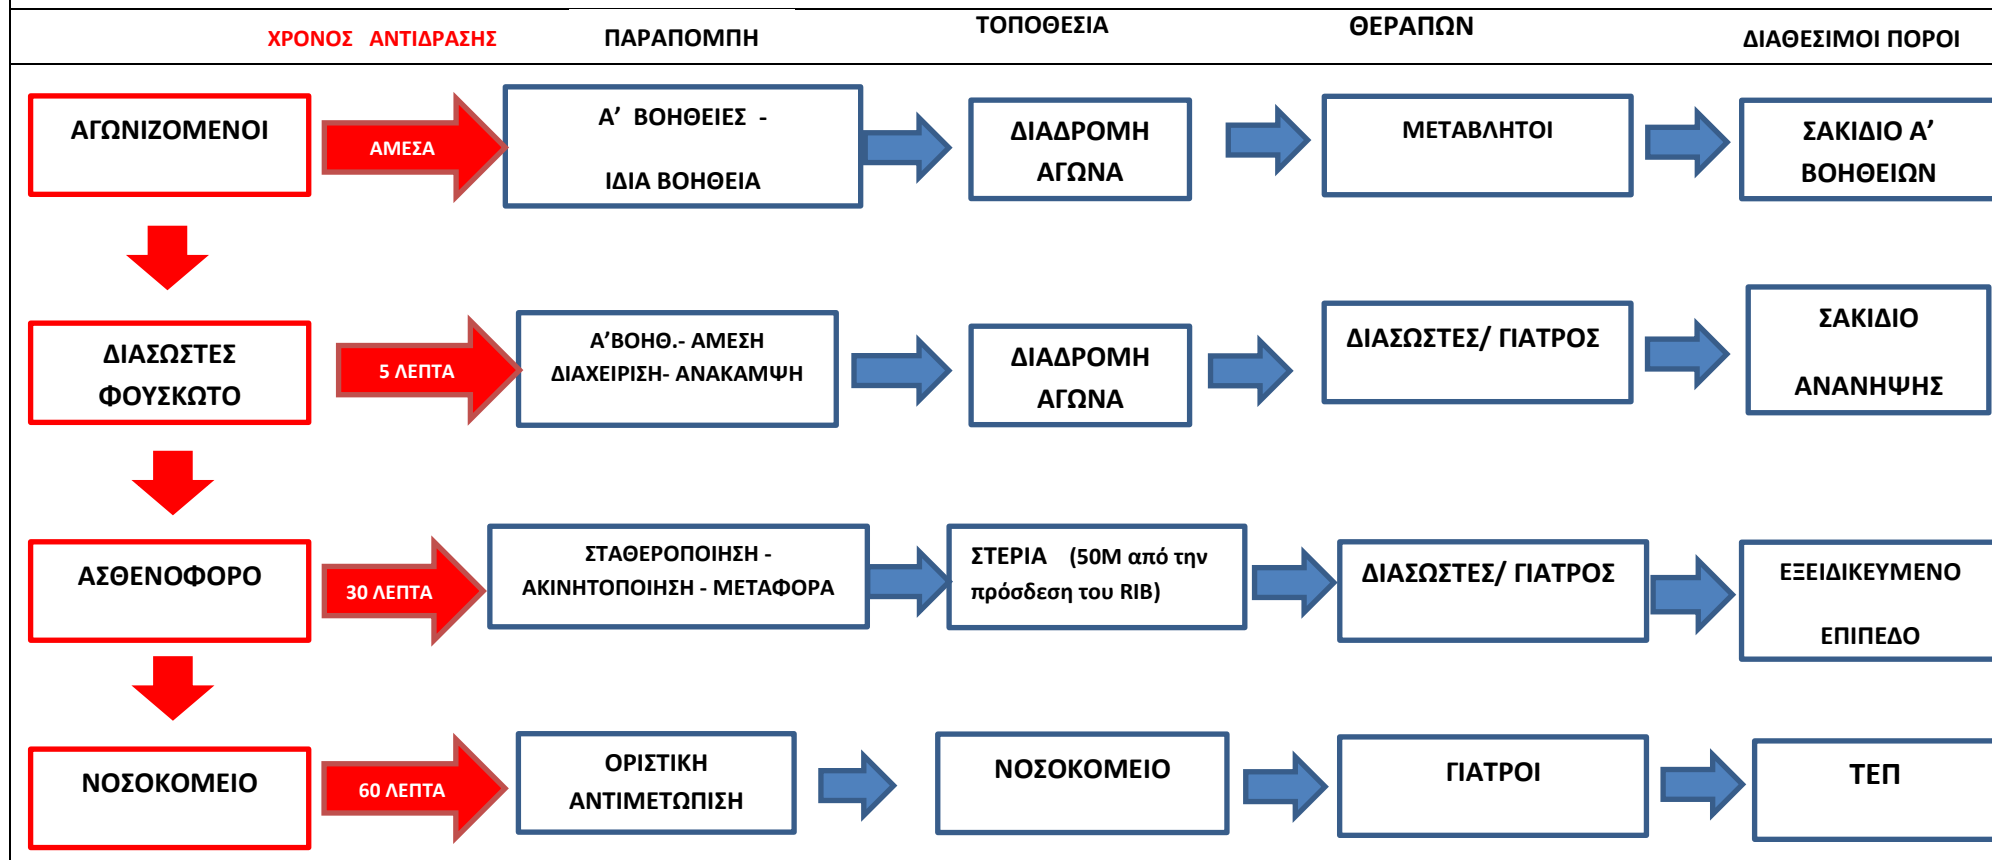 ΧΡΟΝΟΣ ΑΝΤΙΔΡΑΣΗΣ
ΠΑΡΑΠΟΜΠΗ
ΤΟΠΟΘΕΣΙΑ
ΘΕΡΑΠΩΝ
ΔΙΑΘΕΣΙΜΟΙ ΠΟΡΟΙ
ΑΓΩΝΙΖΟΜΕΝΟΙ
ΑΜΕΣΑ
Α' ΒΟΗΘΕΙΕΣ -
ΙΔΙΑ ΒΟΗΘΕΙΑ
ΔΙΑΔΡΟΜΗ
ΑΓΩΝΑ
ΜΕΤΑΒΛΗΤΟΙ
ΣΑΚΙΔΙΟ Α'
ΒΟΗΘΕΙΩΝ
ΔΙΑΣΩΣΤΕΣ
ΦΟΥΣΚΩΤΟ
5 ΛΕΠΤΑ
Α'ΒΟΗΘ.- ΑΜΕΣΗ
ΔΙΑΧΕΙΡΙΣΗ- ΑΝΑΚΑΜΨΗ
ΔΙΑΔΡΟΜΗ
ΑΓΩΝΑ
ΔΙΑΣΩΣΤΕΣ/ ΓΙΑΤΡΟΣ
ΣΑΚΙΔΙΟ
ΑΝΑΝΗΨΗΣ
ΑΣΘΕΝΟΦΟΡΟ
30 ΛΕΠΤΑ
ΣΤΑΘΕΡΟΠΟΙΗΣΗ -
ΑΚΙΝΗΤΟΠΟΙΗΣΗ - ΜΕΤΑΦΟΡΑ
ΣΤΕΡΙΑ (50Μ από την
πρόσδεση του RIB)
ΔΙΑΣΩΣΤΕΣ/ ΓΙΑΤΡΟΣ
ΕΞΕΙΔΙΚΕΥΜΕΝΟ
ΕΠΙΠΕΔΟ
ΝΟΣΟΚΟΜΕΙΟ
60 ΛΕΠΤΑ
ΟΡΙΣΤΙΚΗ
ΑΝΤΙΜΕΤΩΠΙΣΗ
ΝΟΣΟΚΟΜΕΙΟ
ΓΙΑΤΡΟΙ
ΤΕΠ